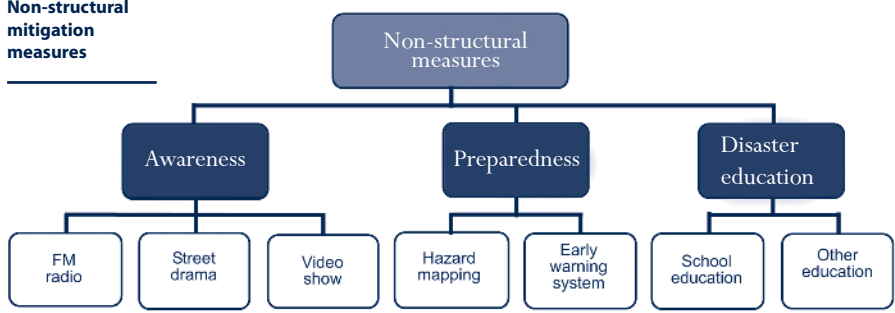 Non-structural
mitigation
measures
Non-structural
measures
Awareness
Preparedness
Disaster
education
FM
radio
Street
drama
Video
show
Hazard
mapping
Early
warning
system
School
education
Other
education